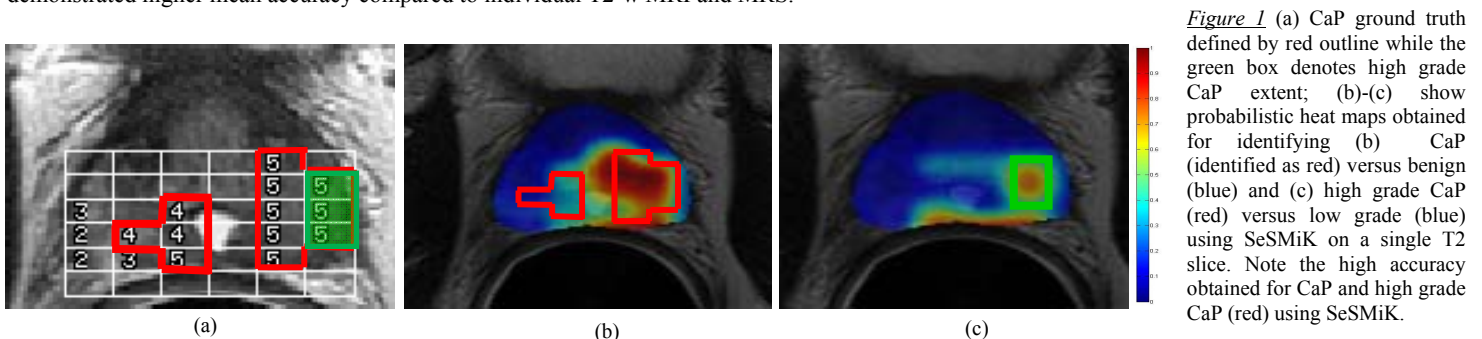 demonstrated higher mean accuracy compared to individual T2-w MRI and MRS.
5
5 5
3 4 5 5
2 4 4 5 5
2 3 5 5
(a)
(b)
1
0.9
0.8
0.7
0.6
0.5
0.4
0.3
0.2
0.1
0
(c)
Figure 1 (a) CaP ground truth
defined by red outline while the
green box denotes high grade
CaP extent; (b)-(c) show
probabilistic heat maps obtained
for identifying (b) CaP
(identified as red) versus benign
(blue) and (c) high grade CaP
(red) versus low grade (blue)
using SeSMiK on a single T2
slice. Note the high accuracy
obtained for CaP and high grade
CaP (red) using SeSMiK.